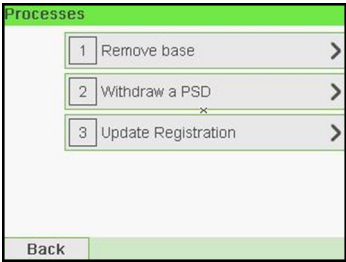 Processes
1 Remove base
2 Withdraw a PSD
3 Update Registration
Back